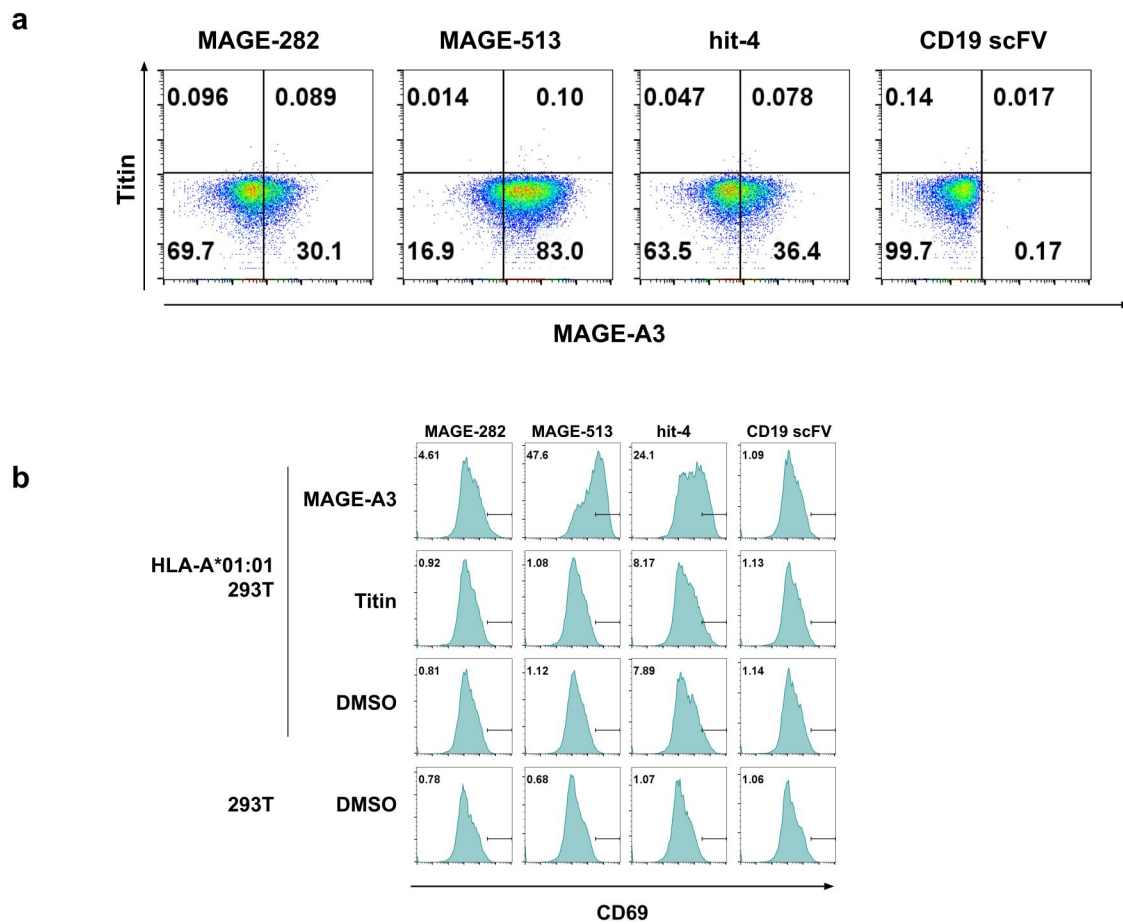 a
MAGE-282 MAGE-513 hit-4 CD19 scFV
0.096 0.089 0.014 0.10 0.047 0.078 0.14 0.017
Titin
69.7 30.1 16.9 83.0 63.5 36.4 99.7 0.17
MAGE-A3
b
MAGE-282 MAGE-513 hit-4 CD19 scFV
4.61 47.6 24.1 1.09
MAGE-A3
HLA-A*01:01
293T
0.92 1.08 8.17 1.13
Titin
0.81 1.12 7.89 1.14
DMSO
0.78 0.68 1.07 1.06
293T DMSO
CD69